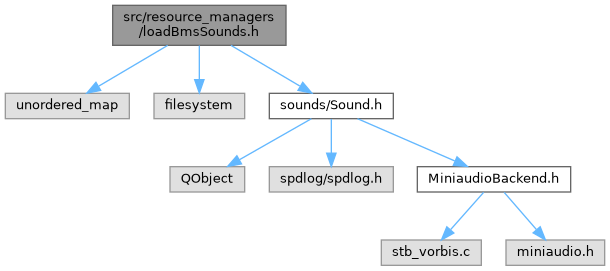 src/resource_managers
/loadBmsSounds.h
unordered_map
filesystem
sounds/Sound.h
QObject
spdlog/spdlog.h
MiniaudioBackend.h
stb_vorbis.c
miniaudio.h